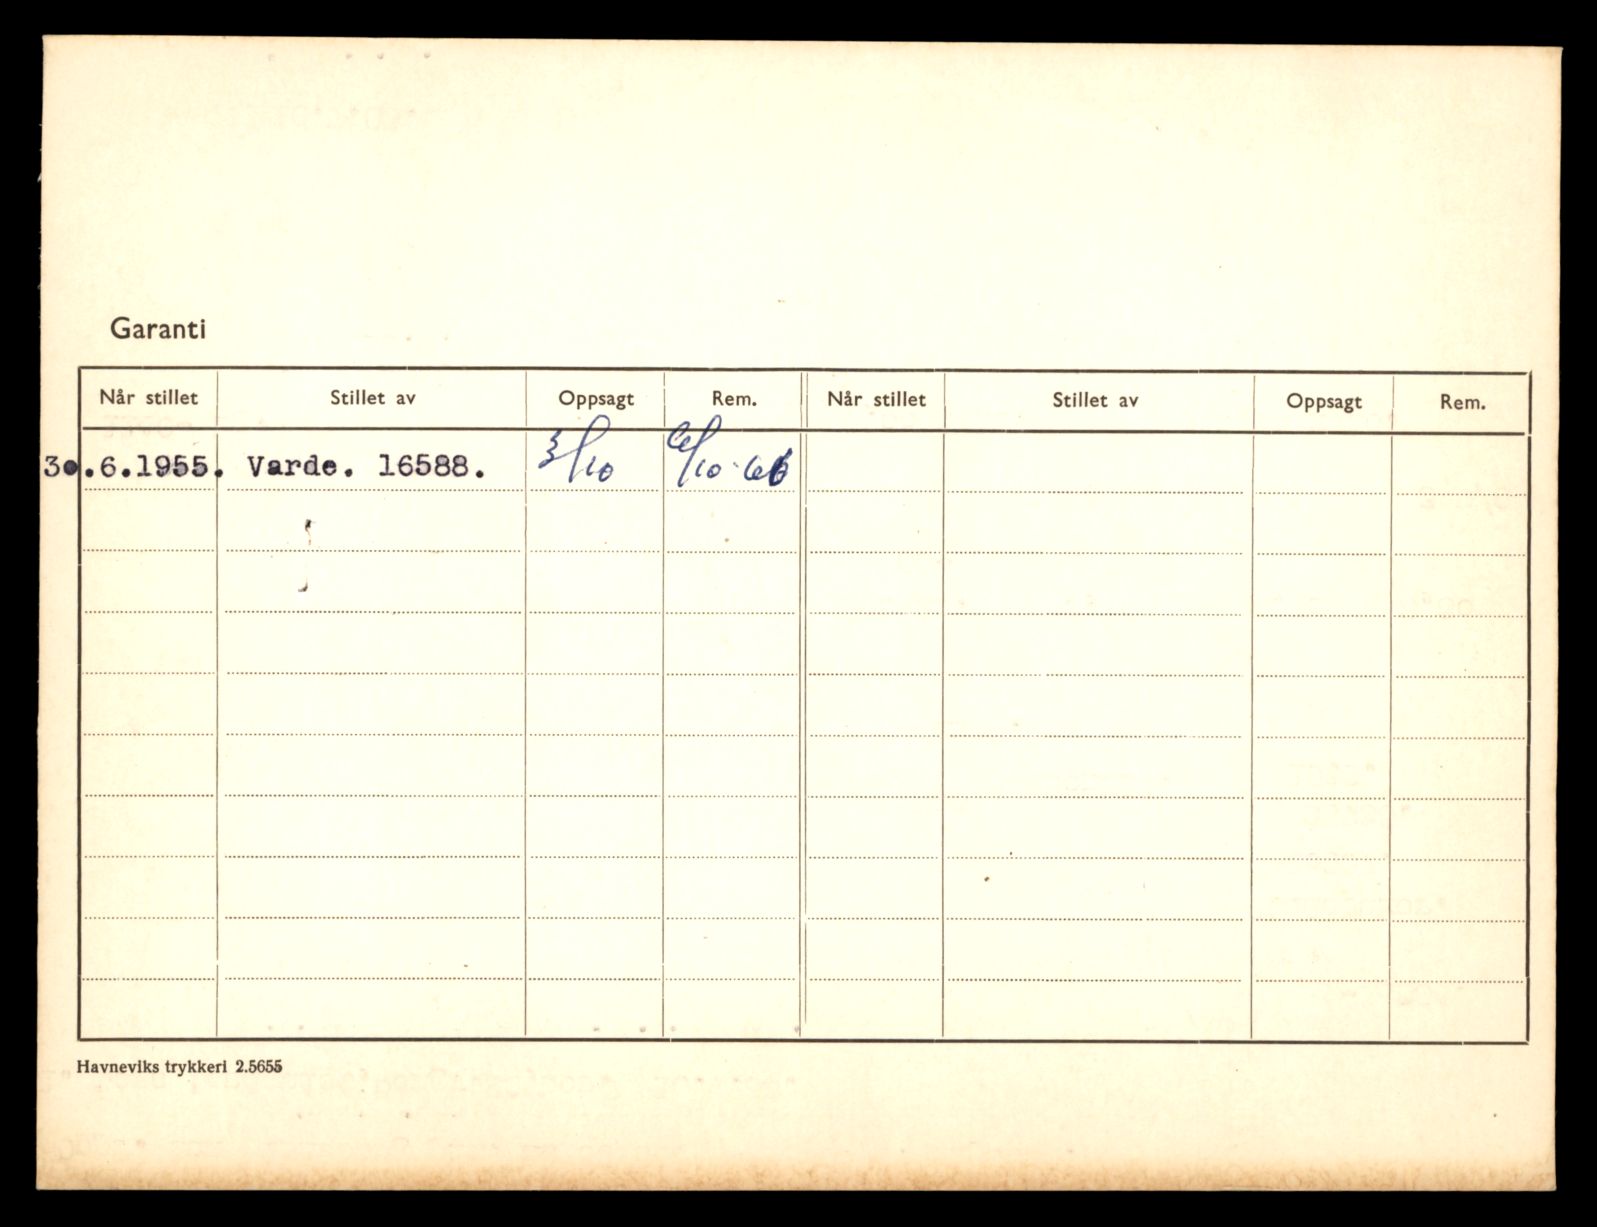 Garanti
Når stillet Stillet av Oppsagt Rem. Når stillet Stillet av Oppsagt Rem.
30.6.1955. Varde. 16588. 3/10 6/10-66
Havneviks trykkeri 2.5655